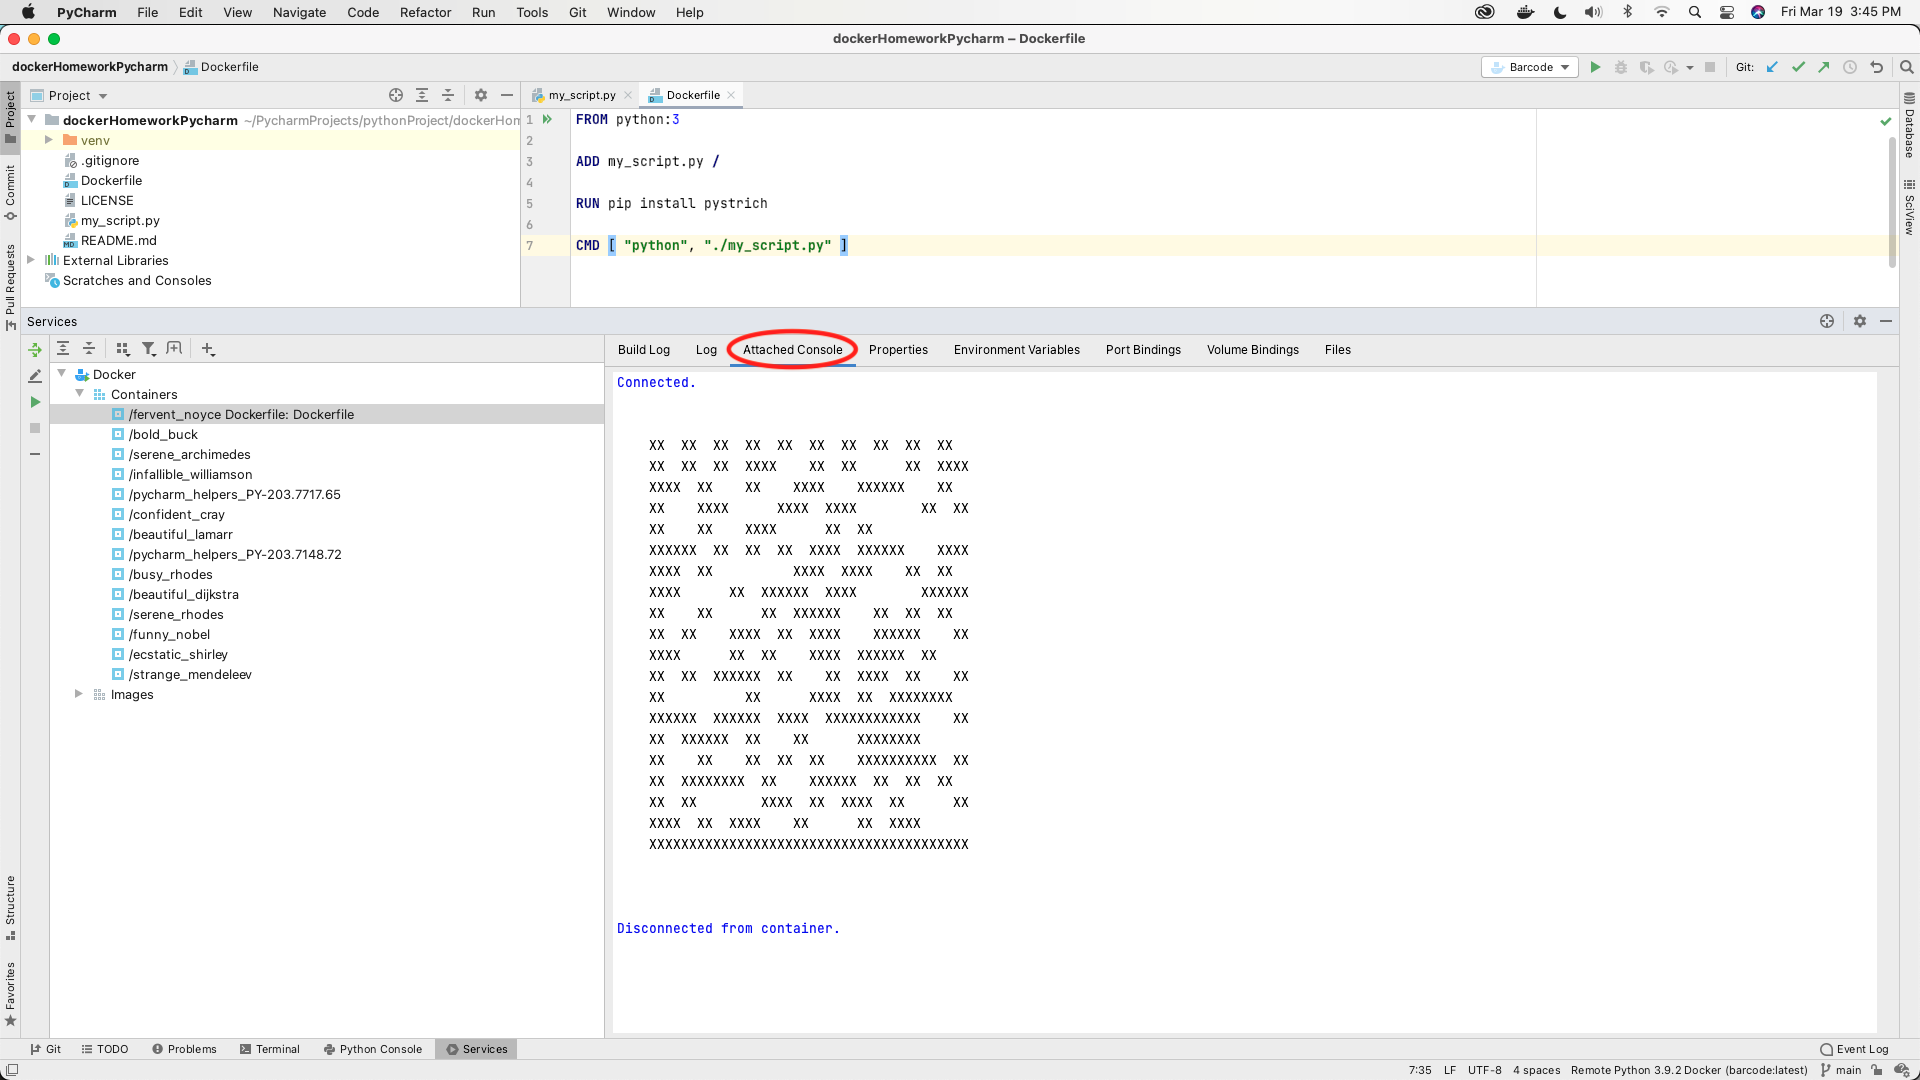 PyCharm File Edit View Navigate Code Refactor Run Tools Git Window Help Fri Mar 19 3:45 PM
dockerHomeworkPycharm – Dockerfile
dockerHomeworkPycharm Dockerfile Barcode Git:
Project
my_script.py Dockerfile
dockerHomeworkPycharm ~/PycharmProjects/pythonProject/dockerHom
venv
.gitignore
Dockerfile
LICENSE
my_script.py
README.md
External Libraries
Scratches and Consoles
1 FROM python:3
2
3 ADD my_script.py /
4
5 RUN pip install pystrich
6
7 CMD [ "python", "./my_script.py" ]
Project
Commit
Pull Requests
Structure
Favorites
Database
SciView
Services
Build Log Log Attached Console Properties Environment Variables Port Bindings Volume Bindings Files
Docker
Containers
/fervent_noyce Dockerfile: Dockerfile
/bold_buck
/serene_archimedes
/infallible_williamson
/pycharm_helpers_PY-203.7717.65
/confident_cray
/beautiful_lamarr
/pycharm_helpers_PY-203.7148.72
/busy_rhodes
/beautiful_dijkstra
/serene_rhodes
/funny_nobel
/ecstatic_shirley
/strange_mendeleev
Images
Connected.
XX  XX  XX  XX  XX  XX  XX  XX  XX  XX
XX  XX  XX  XXXX    XX  XX      XX  XXXX
XXXX  XX    XX    XXXX    XXXXXX    XX
XX    XXXX      XXXX  XXXX        XX  XX
XX    XX    XXXX      XX  XX
XXXXXX  XX  XX  XX  XXXX  XXXXXX    XXXX
XXXX  XX          XXXX  XXXX    XX  XX
XXXX      XX  XXXXXX  XXXX        XXXXXX
XX    XX      XX  XXXXXX    XX  XX  XX
XX  XX    XXXX  XX  XXXX    XXXXXX    XX
XXXX      XX  XX    XXXX  XXXXXX  XX
XX  XX  XXXXXX  XX    XX  XXXX  XX    XX
XX          XX      XXXX  XX  XXXXXXXX
XXXXXX  XXXXXX  XXXX  XXXXXXXXXXXX    XX
XX  XXXXXX  XX    XX      XXXXXXXX
XX    XX    XX  XX  XX    XXXXXXXXXX  XX
XX  XXXXXXXX  XX    XXXXXX  XX  XX  XX
XX  XX        XXXX  XX  XXXX  XX      XX
XXXX  XX  XXXX    XX      XX  XXXX
XXXXXXXXXXXXXXXXXXXXXXXXXXXXXXXXXXXXXXXX
Disconnected from container.
Git TODO Problems Terminal Python Console Services Event Log
7:35 LF UTF-8 4 spaces Remote Python 3.9.2 Docker (barcode:latest) main